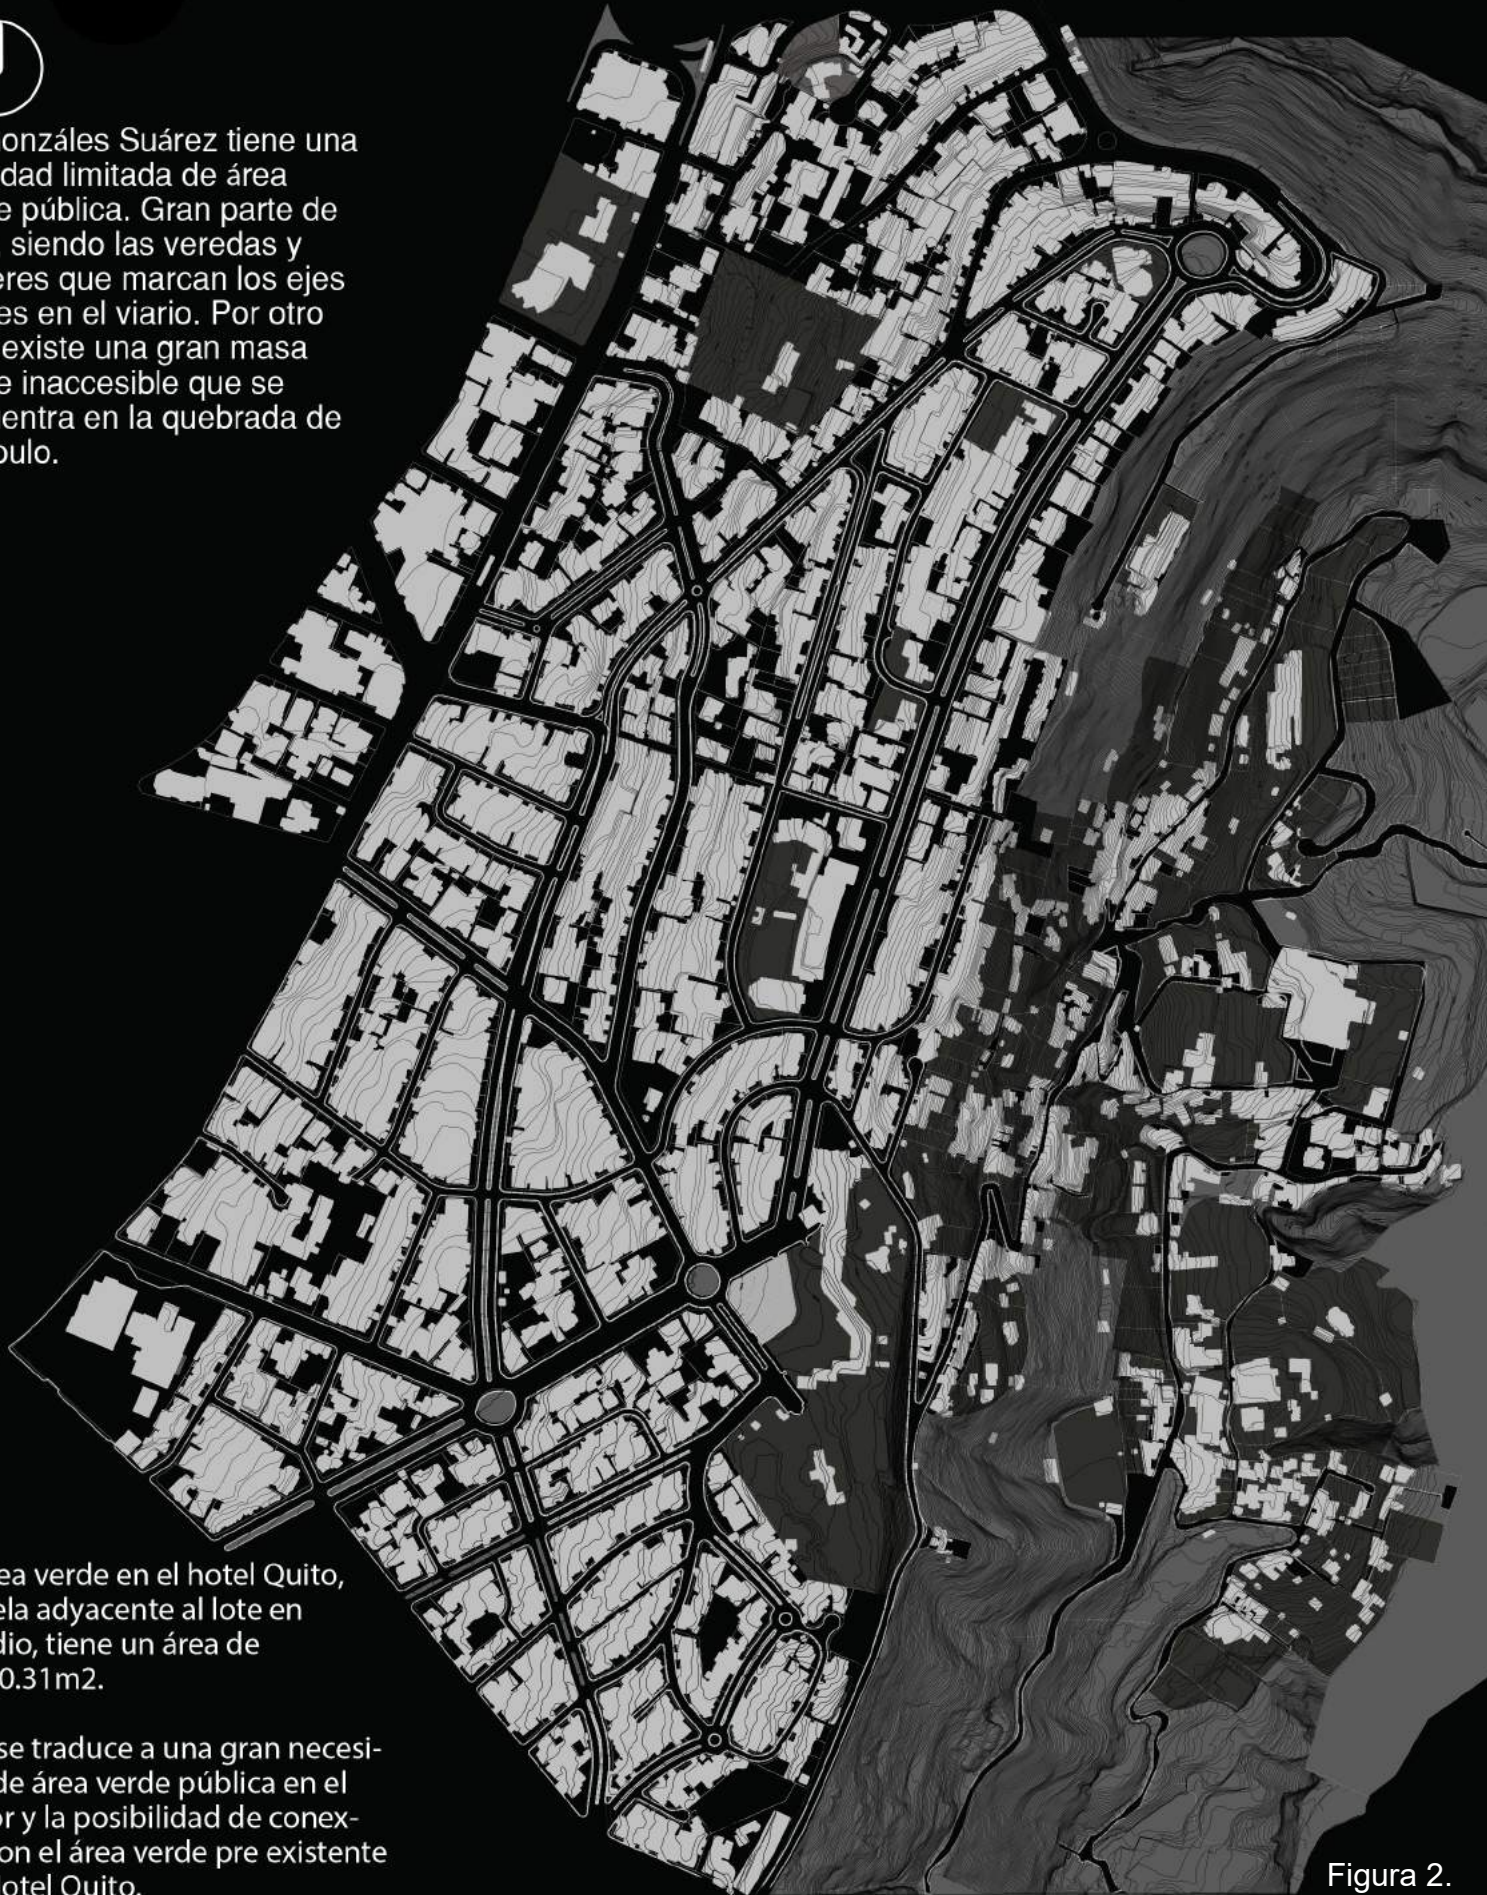 onzáles Suárez tiene una
dad limitada de área
e pública. Gran parte de
siendo las veredas y
eres que marcan los ejes
es en el viario. Por otro
existe una gran masa
e inaccesible que se
entra en la quebrada de
pulo.
ea verde en el hotel Quito,
ela adyacente al lote en
dio, tiene un área de
0.31m2.
se traduce a una gran necesi-
de área verde pública en el
or y la posibilidad de conex-
on el área verde pre existente
otel Quito.
Figura 2.